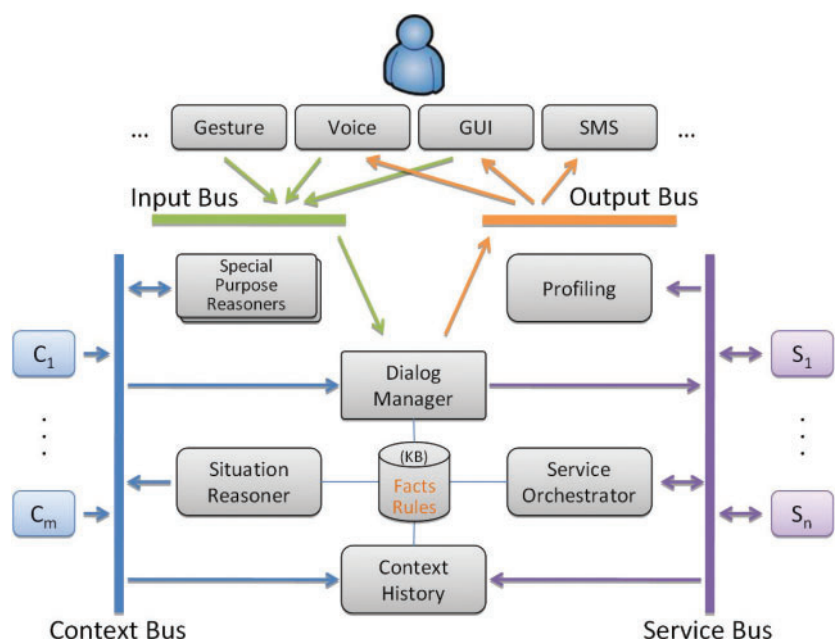 ... Gesture Voice GUI SMS ...
Input Bus
Output Bus
Special
Purpose
Reasoners
Profiling
C1
S1
Dialog
Manager
(KB)
Facts
Rules
Situation
Reasoner
Service
Orchestrator
Cm
Sn
Context
History
Context Bus
Service Bus